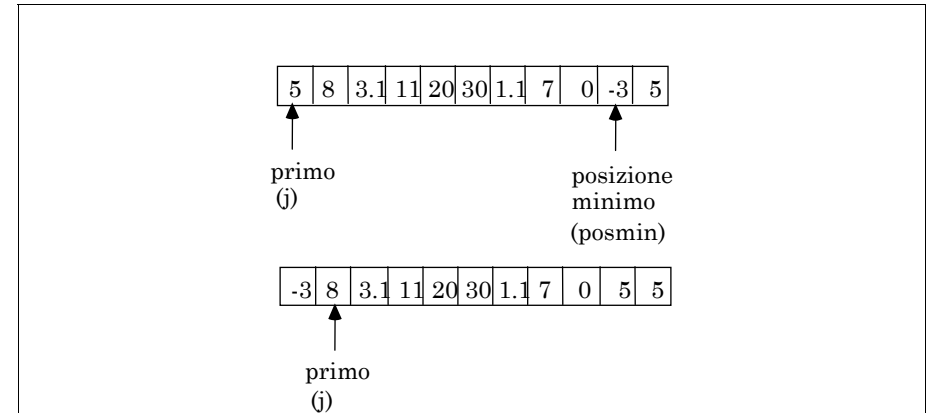 5 8 3.1 11 20 30 1.1 7 0 -3 5
primo
(j)
posizione
minimo
(posmin)
-3 8 3.1 11 20 30 1.1 7 0 5 5
primo
(j)